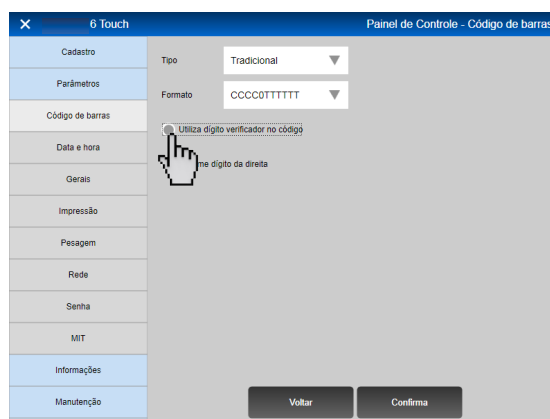 6 Touch
Painel de Controle - Código de barras
Cadastro
Parâmetros
Código de barras
Data e hora
Gerais
Impressão
Pesagem
Rede
Senha
MIT
Informações
Manutenção
Tipo
Tradicional
Formato
CCCC0TTTTTT
Utiliza dígito verificador no código
me dígito da direita
Voltar
Confirma